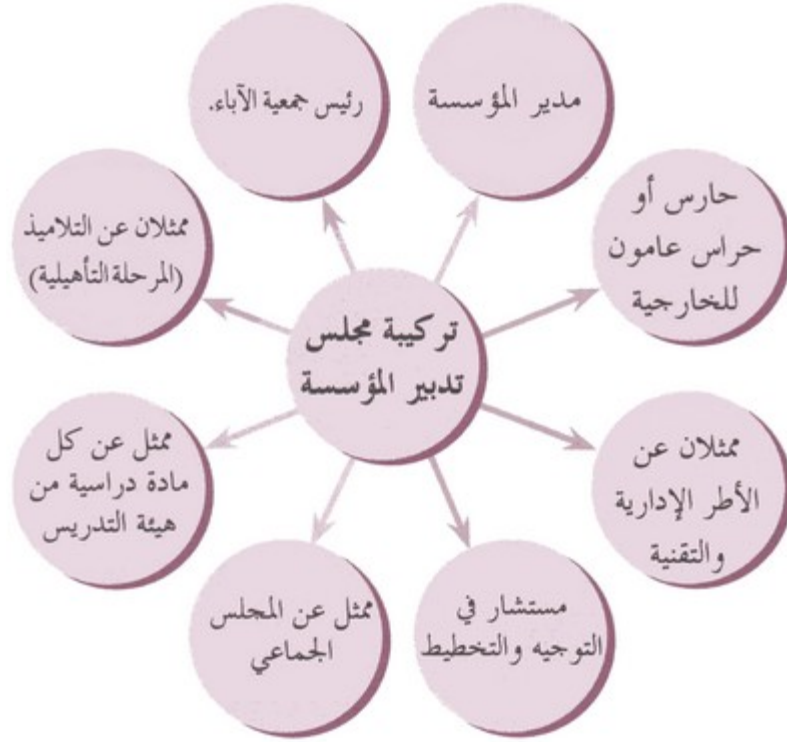 تركيبة مجلس
تدبير المؤسسة
مدير المؤسسة
حارس أو
حراس عامون
للخارجية
ممثلان عن
الأطر الإدارية
والتقنية
مستشار في
التوجيه والتخطيط
ممثل عن المجلس
الجماعي
ممثل عن كل
مادة دراسية من
هيئة التدريس
ممثلان عن التلاميذ
(المرحلة التأهيلية)
رئيس جمعية الآباء.